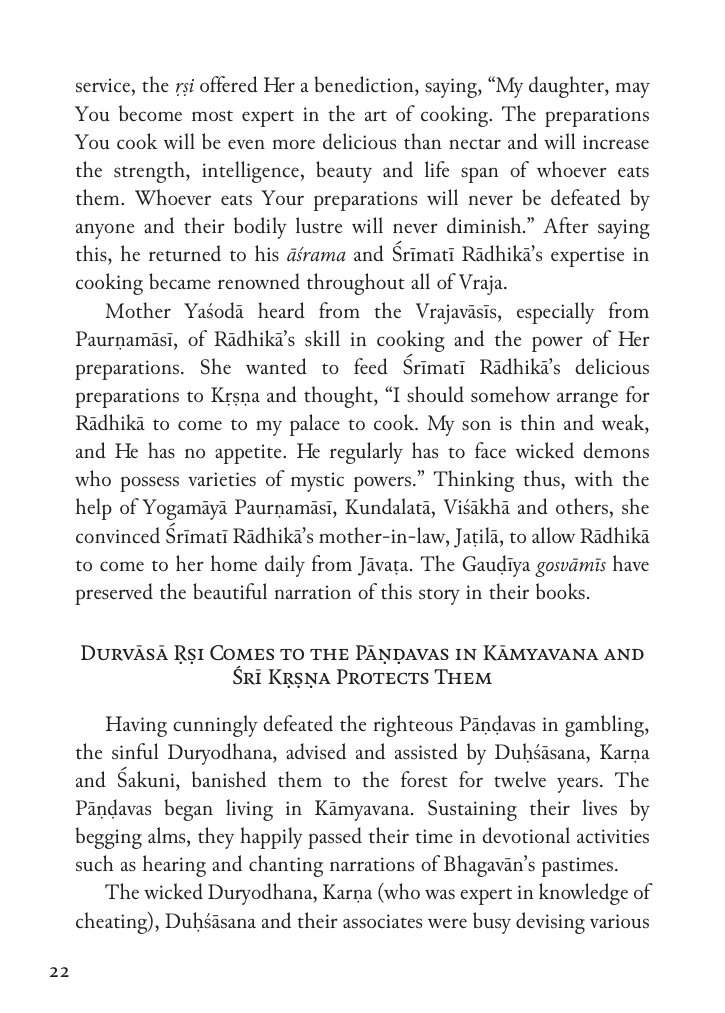 service, the ṛṣi offered Her a benediction, saying, “My daughter, may
You become most expert in the art of cooking. The preparations
You cook will be even more delicious than nectar and will increase
the strength, intelligence, beauty and life span of whoever eats
them. Whoever eats Your preparations will never be defeated by
anyone and their bodily lustre will never diminish.” After saying
this, he returned to his āśrama and Śrīmatī Rādhikā’s expertise in
cooking became renowned throughout all of Vraja.
Mother Yaśodā heard from the Vrajavāsīs, especially from
Paurṇamāsī, of Rādhikā’s skill in cooking and the power of Her
preparations. She wanted to feed Śrīmatī Rādhikā’s delicious
preparations to Kṛṣṇa and thought, “I should somehow arrange for
Rādhikā to come to my palace to cook. My son is thin and weak,
and He has no appetite. He regularly has to face wicked demons
who possess varieties of mystic powers.” Thinking thus, with the
help of Yogamāyā Paurṇamāsī, Kundalatā, Viśākhā and others, she
convinced Śrīmatī Rādhikā’s mother-in-law, Jaṭilā, to allow Rādhikā
to come to her home daily from Jāvaṭa. The Gauḍīya gosvāmīs have
preserved the beautiful narration of this story in their books.
Durvāsā Ṛṣi Comes to the Pāṇḍavas in Kāmyavana and
Śrī Kṛṣṇa Protects Them
Having cunningly defeated the righteous Pāṇḍavas in gambling,
the sinful Duryodhana, advised and assisted by Duḥśāsana, Karṇa
and Śakuni, banished them to the forest for twelve years. The
Pāṇḍavas began living in Kāmyavana. Sustaining their lives by
begging alms, they happily passed their time in devotional activities
such as hearing and chanting narrations of Bhagavān’s pastimes.
The wicked Duryodhana, Karṇa (who was expert in knowledge of
cheating), Duḥśāsana and their associates were busy devising various
22